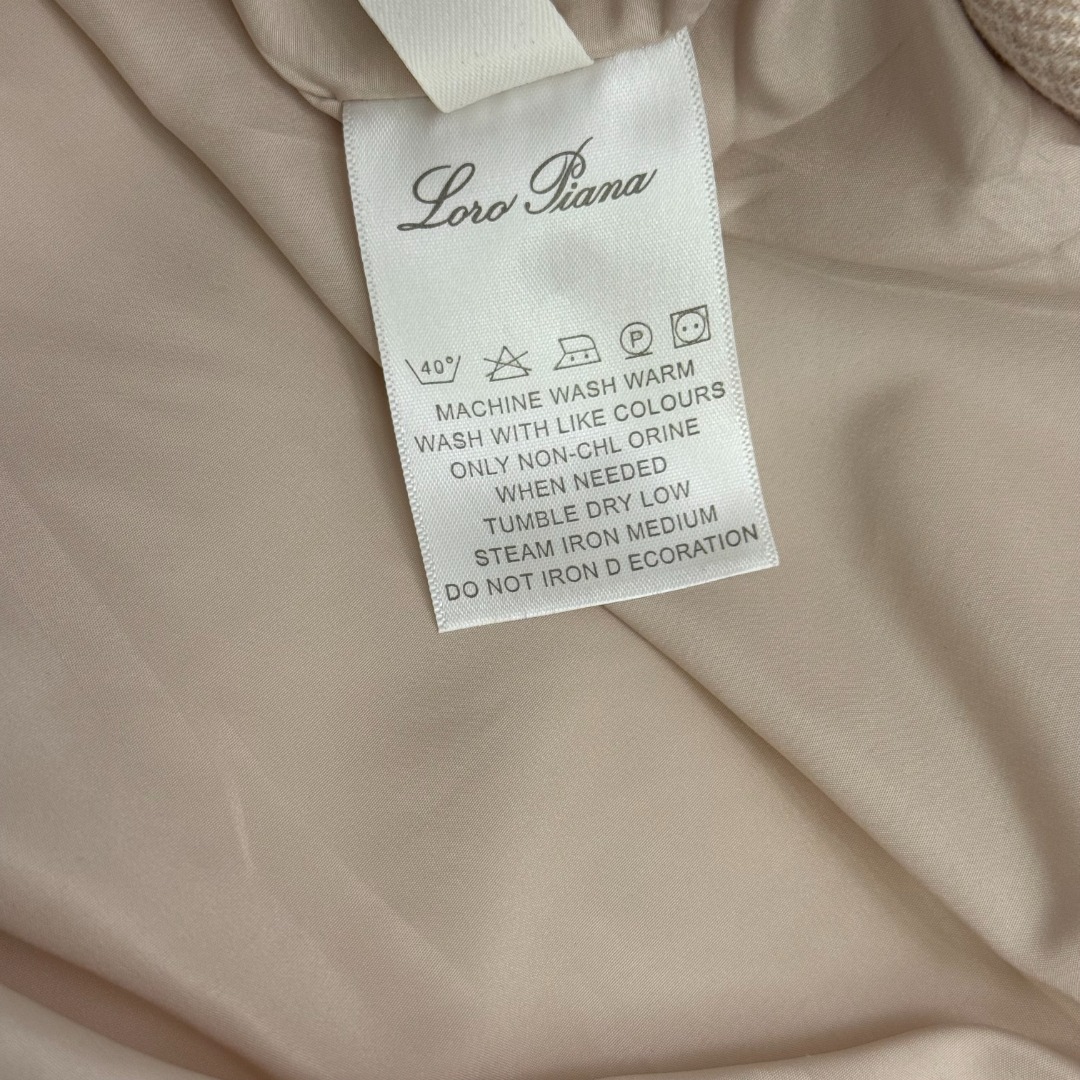 Loro Piana
40°
P
MACHINE WASH WARM
WASH WITH LIKE COLOURS
ONLY NON-CHL ORINE
WHEN NEEDED
TUMBLE DRY LOW
STEAM IRON MEDIUM
DO NOT IRON D ECORATION